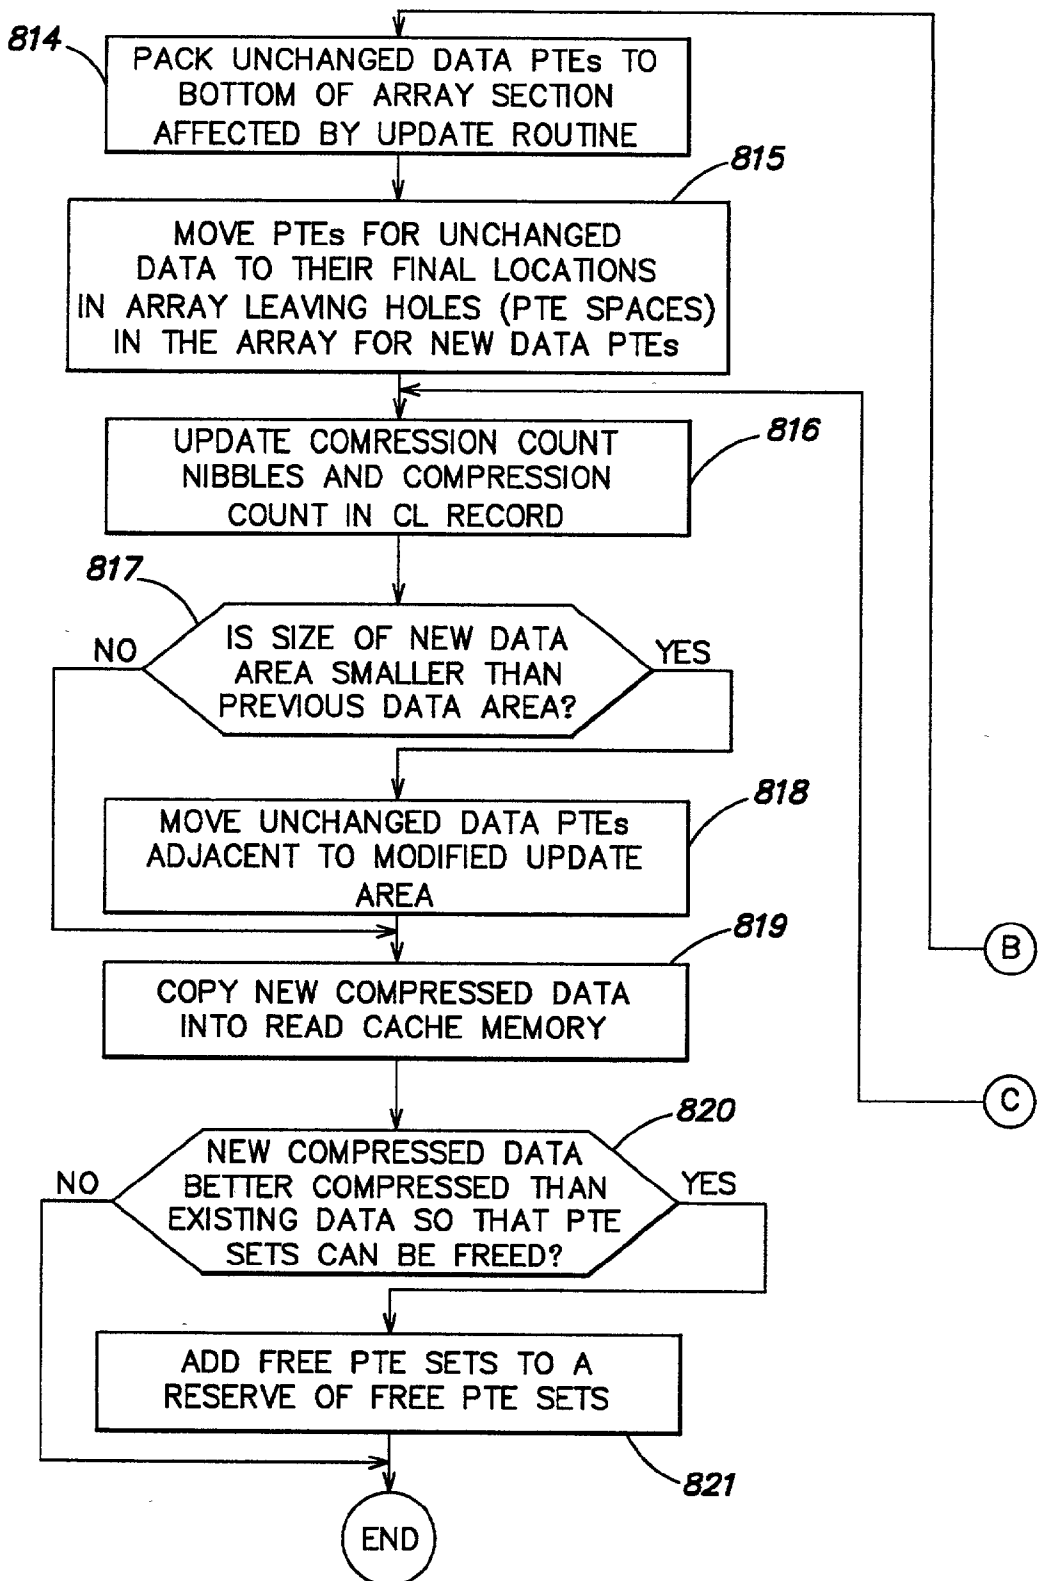 814
PACK UNCHANGED DATA PTEs TO
BOTTOM OF ARRAY SECTION
AFFECTED BY UPDATE ROUTINE
815
MOVE PTEs FOR UNCHANGED
DATA TO THEIR FINAL LOCATIONS
IN ARRAY LEAVING HOLES (PTE SPACES)
IN THE ARRAY FOR NEW DATA PTEs
816
UPDATE COMRESSION COUNT
NIBBLES AND COMPRESSION
COUNT IN CL RECORD
817
NO
IS SIZE OF NEW DATA
AREA SMALLER THAN
PREVIOUS DATA AREA?
YES
818
MOVE UNCHANGED DATA PTEs
ADJACENT TO MODIFIED UPDATE
AREA
819
B
COPY NEW COMPRESSED DATA
INTO READ CACHE MEMORY
C
820
NO
NEW COMPRESSED DATA
BETTER COMPRESSED THAN
EXISTING DATA SO THAT PTE
SETS CAN BE FREED?
YES
ADD FREE PTE SETS TO A
RESERVE OF FREE PTE SETS
821
END